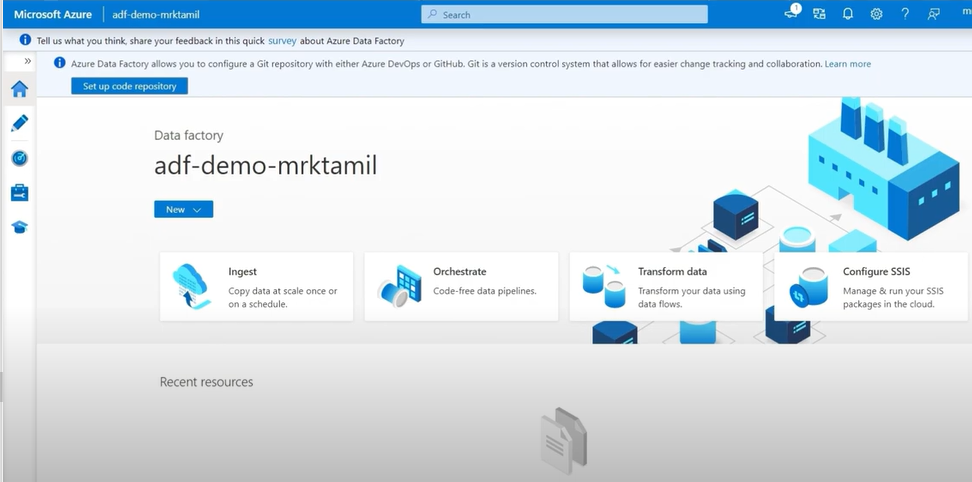 Microsoft Azure
adf-demo-mrktamil
Search
1
Tell us what you think, share your feedback in this quick survey about Azure Data Factory
Azure Data Factory allows you to configure a Git repository with either Azure DevOps or GitHub. Git is a version control system that allows for easier change tracking and collaboration. Learn more
Set up code repository
Data factory
adf-demo-mrktamil
New
Ingest
Copy data at scale once or
on a schedule.
Orchestrate
Code-free data pipelines.
Transform data
Transform your data using
data flows.
Configure SSIS
Manage & run your SSIS
packages in the cloud.
Recent resources